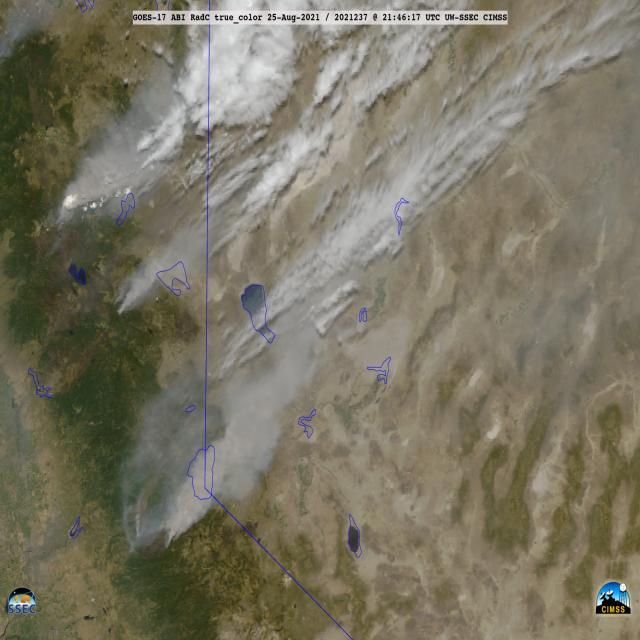 GOES-17 ABI RadC true_color 25-Aug-2021 / 2021237 @ 21:46:17 UTC UW-SSEC CIMSS
SSEC
CIMSS